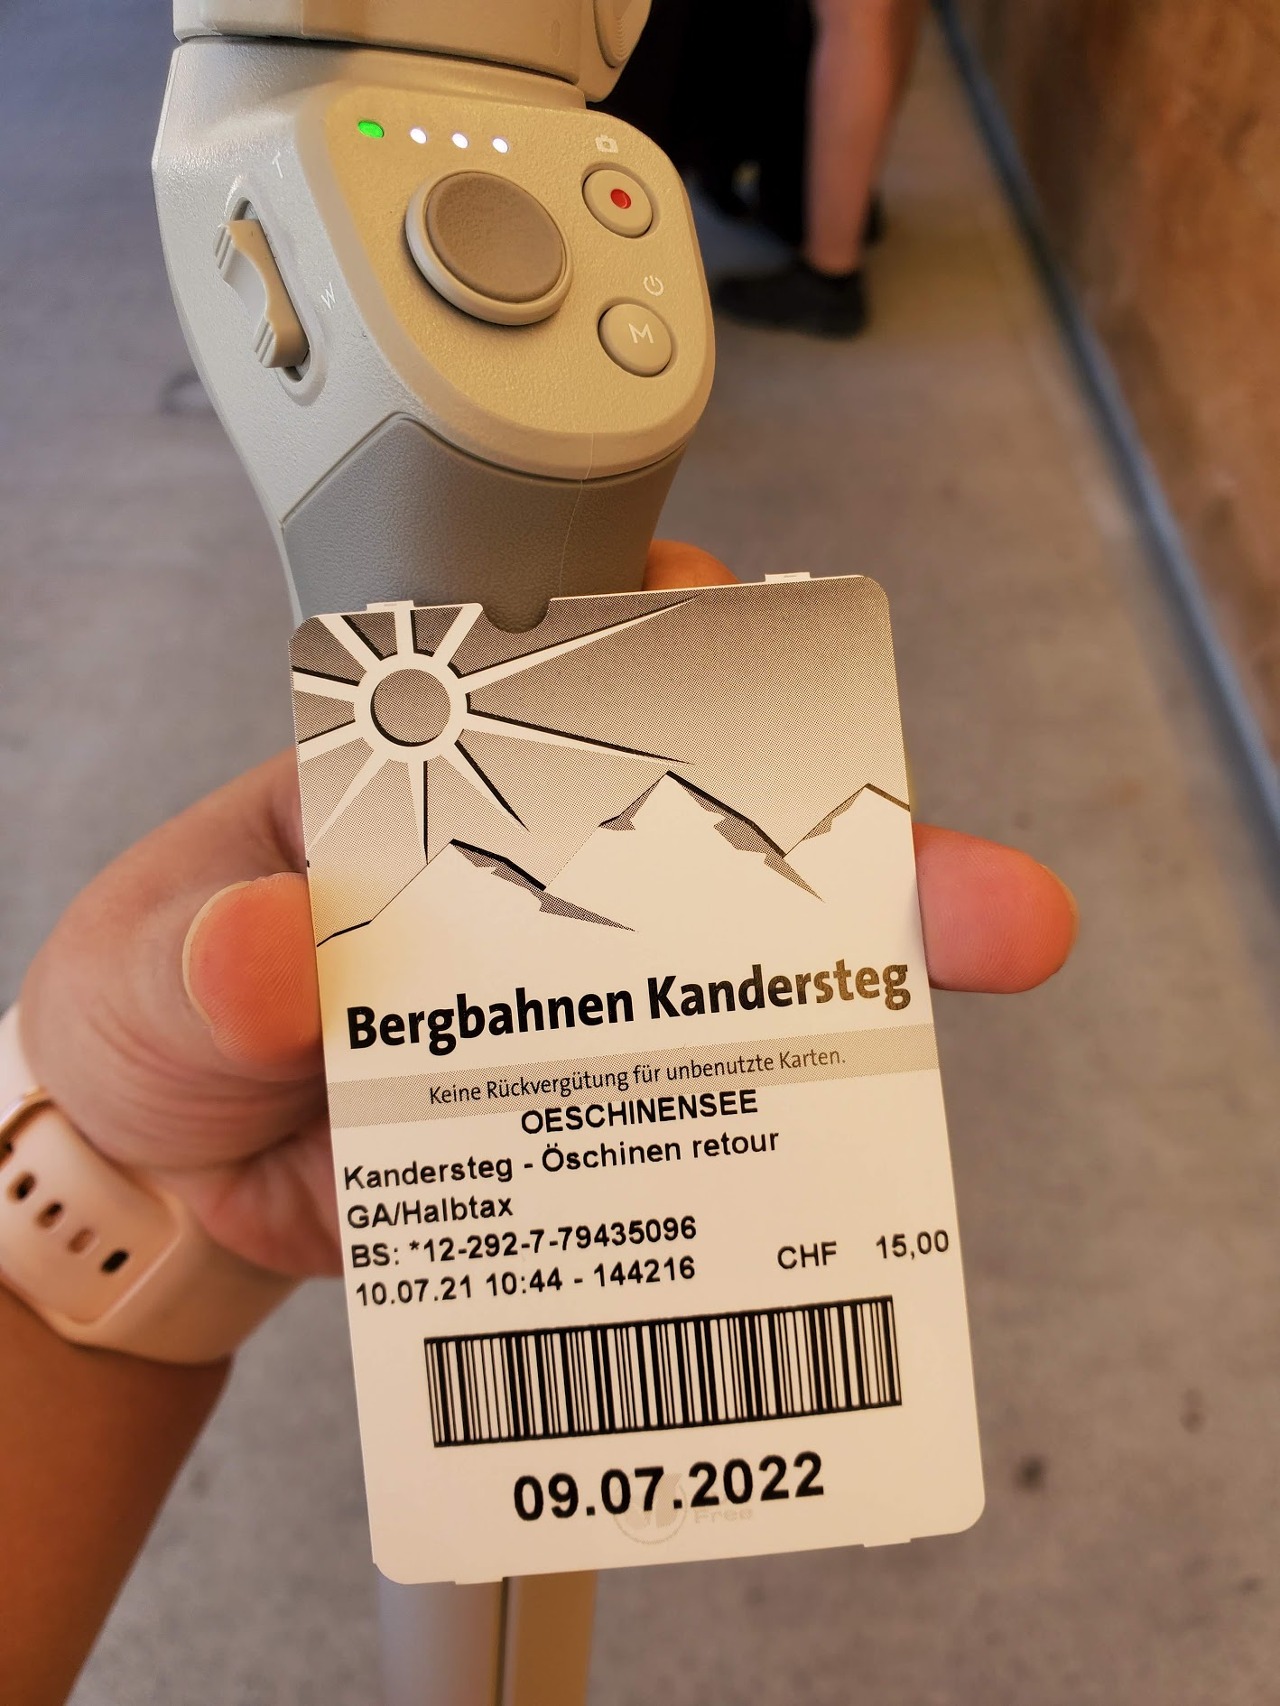 T
W
M
Bergbahnen Kandersteg
Keine Rückvergütung für unbenutzte Karten.
OESCHINENSEE
Kandersteg - Öschinen retour
GA/Halbtax
BS: *12-292-7-79435096
10.07.21 10:44 - 144216 CHF 15,00
09.07.2022
Free